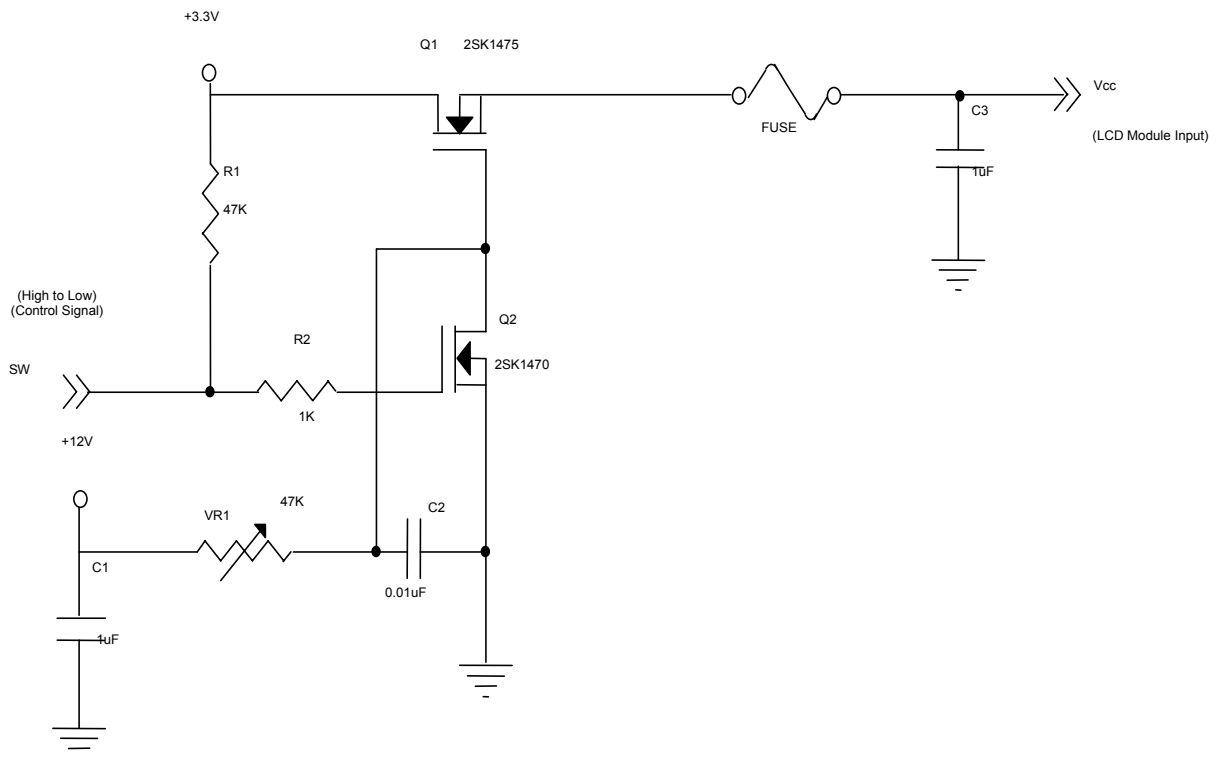 +3.3V
Q1 2SK1475
Vcc
C3
FUSE
(LCD Module Input)
R1
1uF
47K
(High to Low)
(Control Signal)
Q2
R2
2SK1470
SW
1K
+12V
47K
C2
VR1
C1
0.01uF
1uF